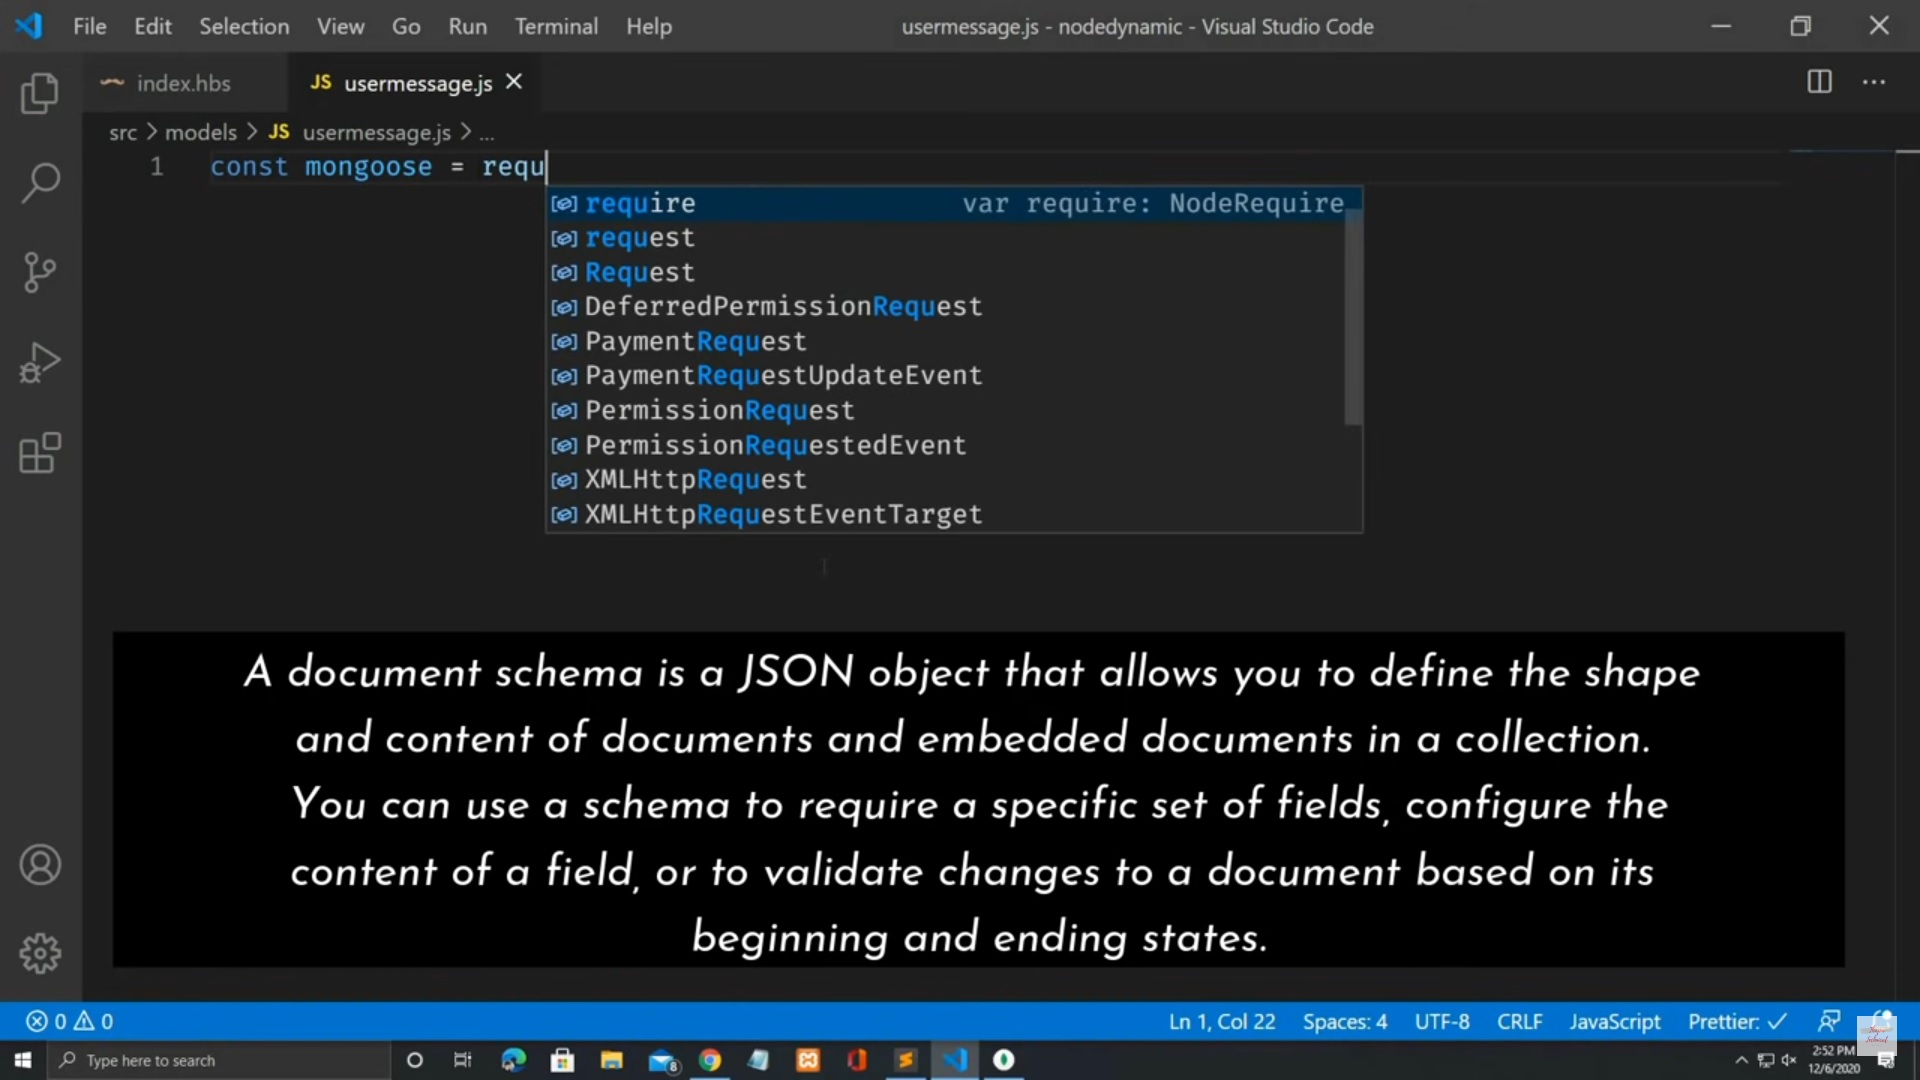 File Edit Selection View Go Run Terminal Help
usermessage.js - nodedynamic - Visual Studio Code
index.hbs
JS usermessage.js
src > models > JS usermessage.js > ...
1 const mongoose = requ
require var require: NodeRequire
request
Request
DeferredPermissionRequest
PaymentRequest
PaymentRequestUpdateEvent
PermissionRequest
PermissionRequestedEvent
XMLHttpRequest
XMLHttpRequestEventTarget
A document schema is a JSON object that allows you to define the shape
and content of documents and embedded documents in a collection.
You can use a schema to require a specific set of fields, configure the
content of a field, or to validate changes to a document based on its
beginning and ending states.
0 0 Ln 1, Col 22 Spaces: 4 UTF-8 CRLF JavaScript Prettier: ✓
Type here to search
8
2:52 PM
12/6/2020